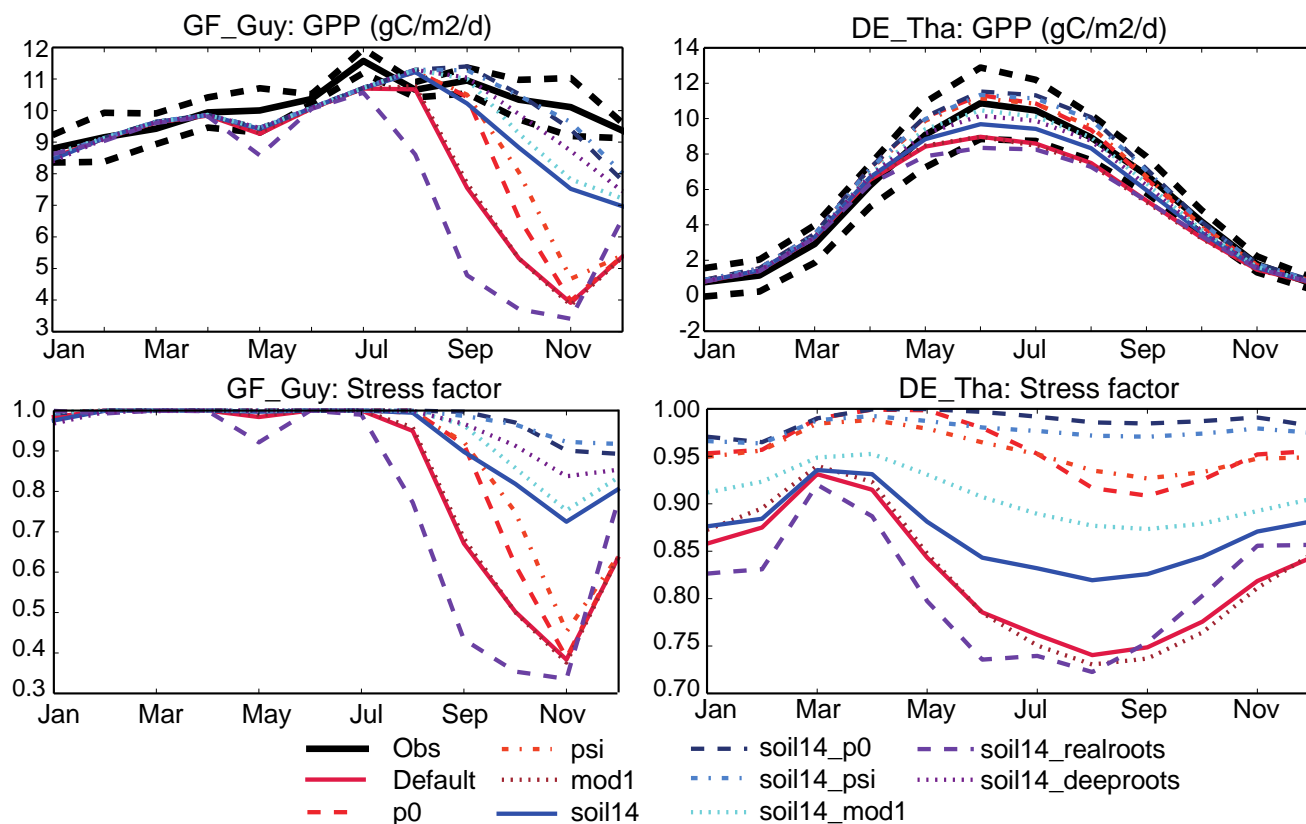 GF_Guy: GPP (gC/m2/d)
12
11
10
9
8
7
6
5
4
3
Jan Mar May Jul Sep Nov
DE_Tha: GPP (gC/m2/d)
14
12
10
8
6
4
2
0
-2
Jan Mar May Jul Sep Nov
GF_Guy: Stress factor
1.0
0.9
0.8
0.7
0.6
0.5
0.4
0.3
Jan Mar May Jul Sep Nov
DE_Tha: Stress factor
1.00
0.95
0.90
0.85
0.80
0.75
0.70
Jan Mar May Jul Sep Nov
Obs
Default
p0
psi
mod1
soil14
soil14_p0
soil14_psi
soil14_mod1
soil14_realroots
soil14_deeproots